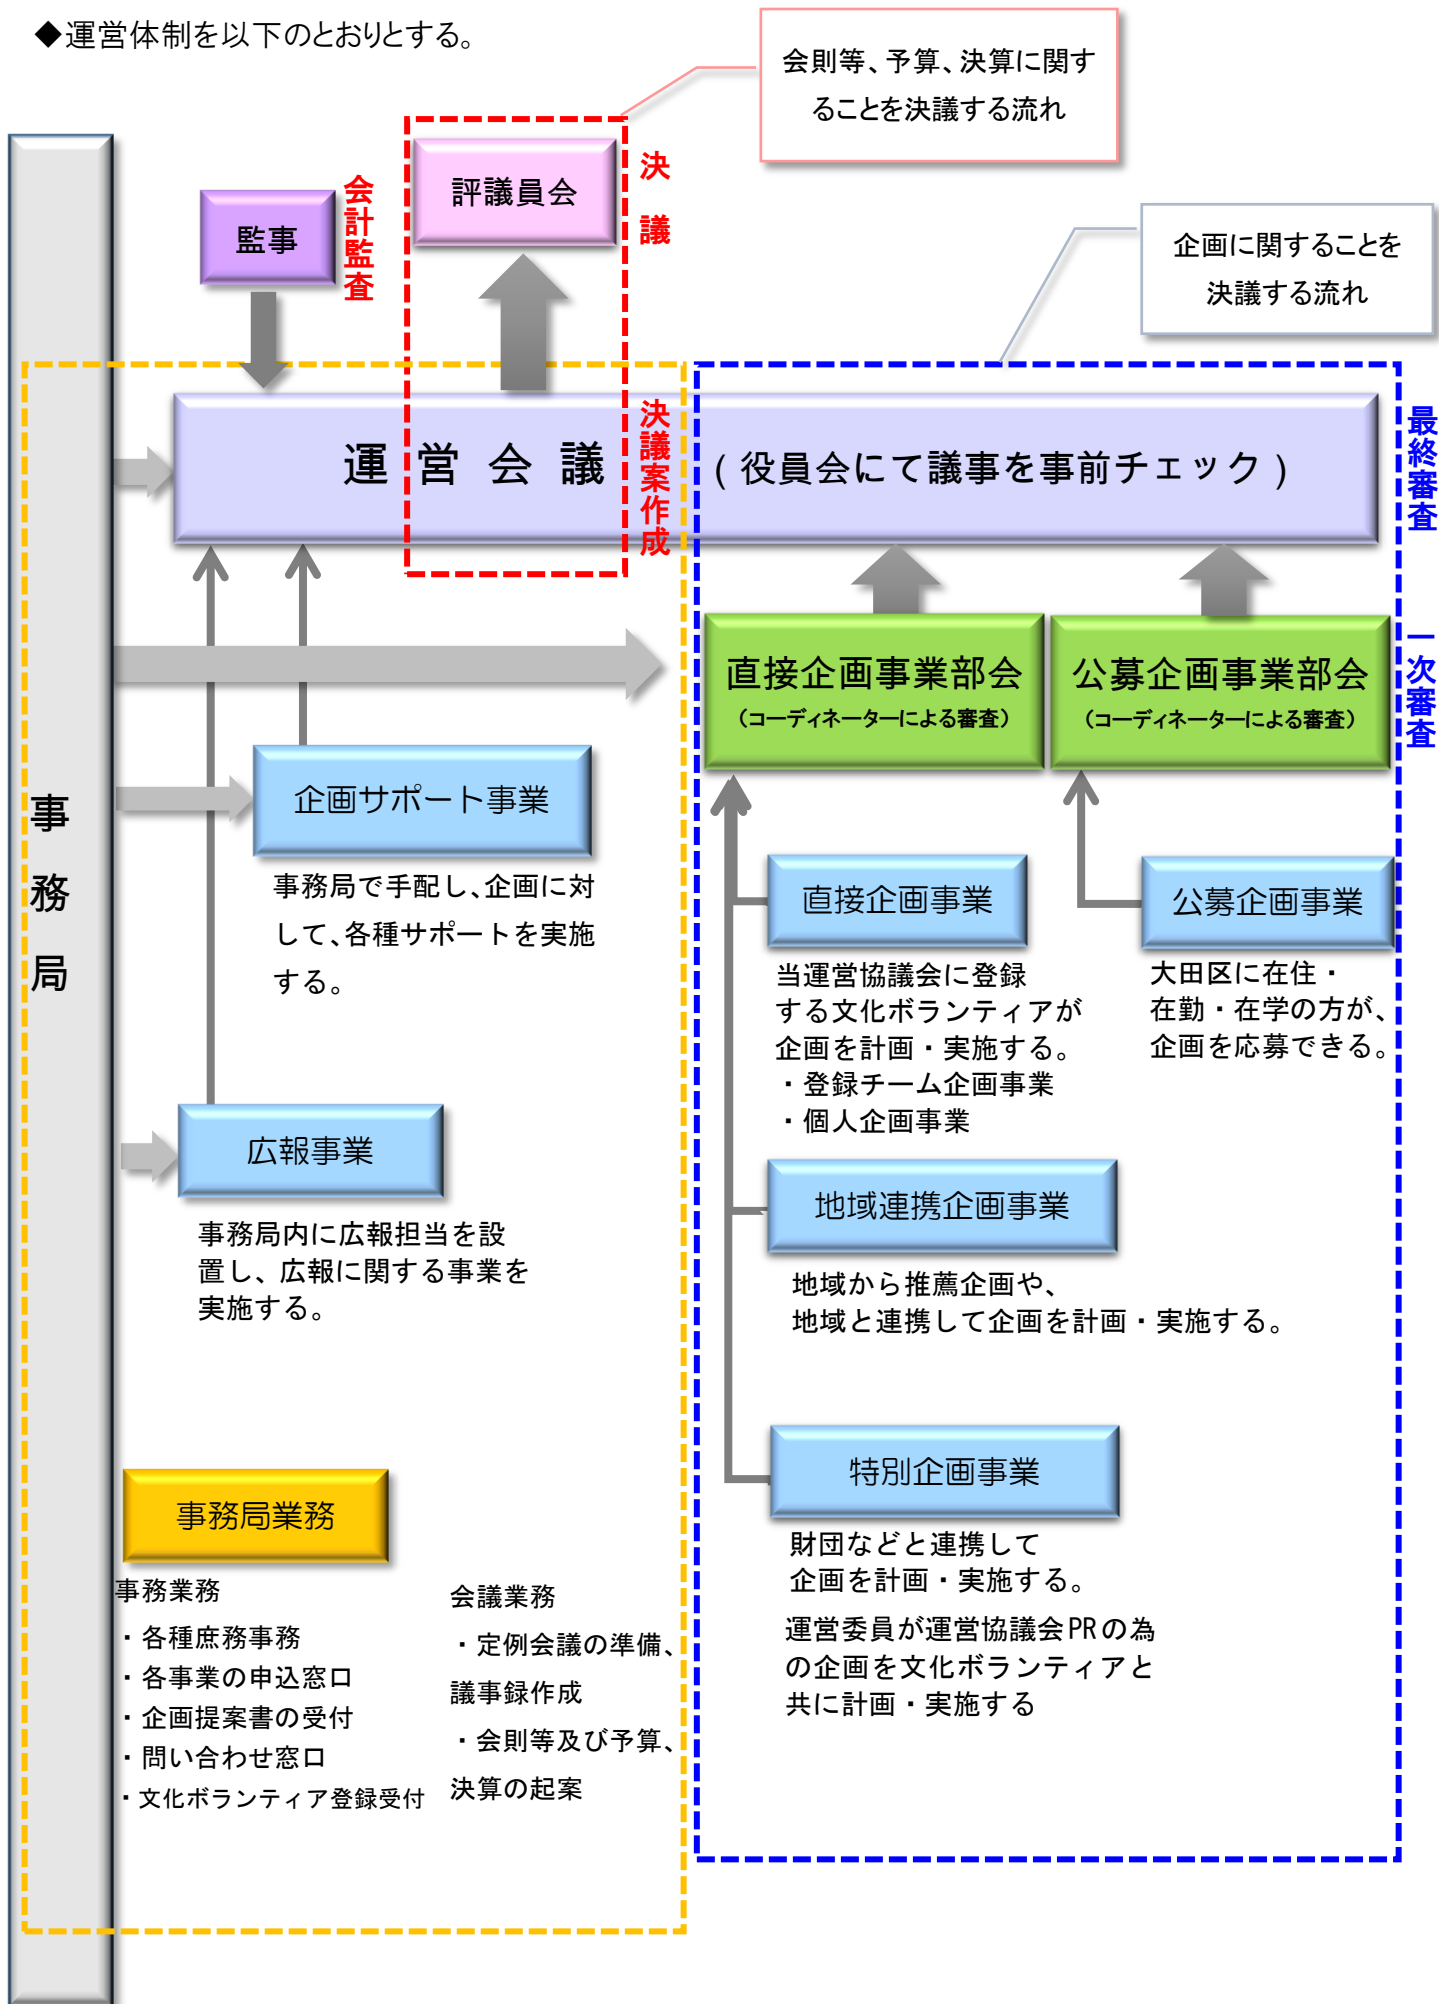 ◆運営体制を以下のとおりとする。
会則等、予算、決算に関す
ることを決議する流れ
企画に関することを
決議する流れ
監事
会計監査
評議員会
決議
運営会議
(役員会にて議事を事前チェック)
決議案作成
最終審査
直接企画事業部会
(コーディネーターによる審査)
公募企画事業部会
(コーディネーターによる審査)
一次審査
事務局
企画サポート事業
事務局で手配し、企画に対
して、各種サポートを実施
する。
広報事業
事務局内に広報担当を設
置し、広報に関する事業を
実施する。
直接企画事業
当運営協議会に登録
する文化ボランティアが
企画を計画・実施する。
・登録チーム企画事業
・個人企画事業
公募企画事業
大田区に在住・
在勤・在学の方が、
企画を応募できる。
地域連携企画事業
地域から推薦企画や、
地域と連携して企画を計画・実施する。
特別企画事業
財団などと連携して
企画を計画・実施する。
運営委員が運営協議会PRの為
の企画を文化ボランティアと
共に計画・実施する
事務局業務
事務業務
・各種庶務事務
・各事業の申込窓口
・企画提案書の受付
・問い合わせ窓口
・文化ボランティア登録受付
会議業務
・定例会議の準備、
議事録作成
・会則等及び予算、
決算の起案